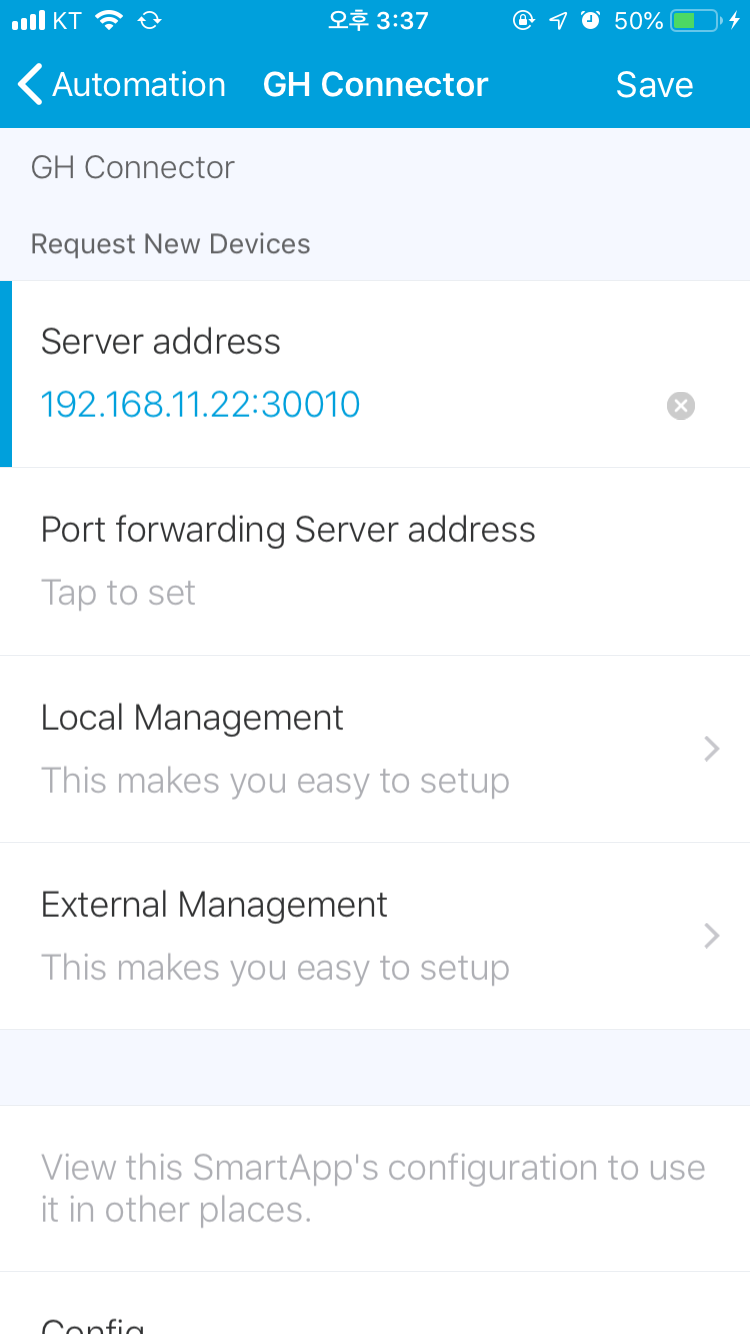 KT 오후 3:37 50%
Automation GH Connector Save
GH Connector
Request New Devices
Server address
192.168.11.22:30010
Port forwarding Server address
Tap to set
Local Management
This makes you easy to setup
External Management
This makes you easy to setup
View this SmartApp's configuration to use
it in other places.
Config